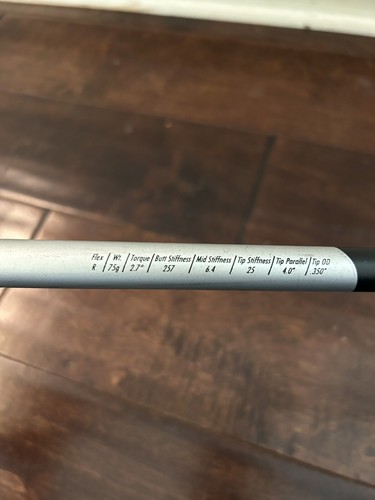 Flex / Wt. / Torque / Butt Stiffness / Mid Stiffness / Tip Stiffness / Tip Parallel / Tip OD
R / 75g / 2.7° / 257 / 6.4 / 25 / 4.0" / .350"